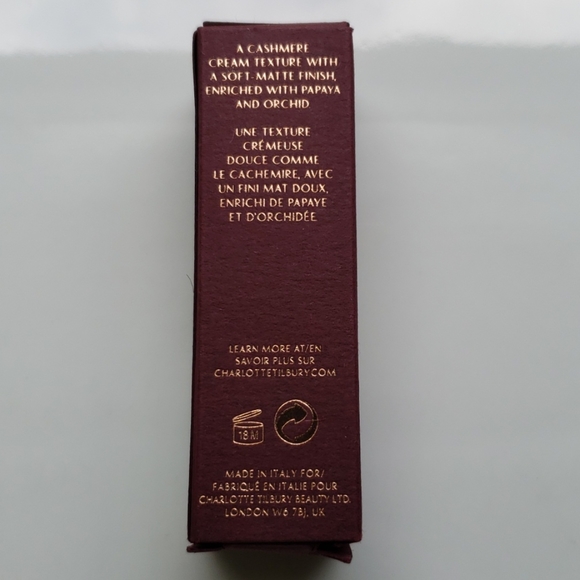 A CASHMERE
CREAM TEXTURE WITH
A SOFT-MATTE FINISH,
ENRICHED WITH PAPAYA
AND ORCHID
UNE TEXTURE
CRÉMEUSE
DOUCE COMME
LE CACHEMIRE, AVEC
UN FINI MAT DOUX,
ENRICHI DE PAPAYE
ET D'ORCHIDÉE
LEARN MORE AT/EN
SAVOIR PLUS SUR
CHARLOTTETILBURY.COM
18 M
MADE IN ITALY FOR/
FABRIQUÉ EN ITALIE POUR
CHARLOTTE TILBURY BEAUTY LTD.
LONDON W6 7BJ, UK